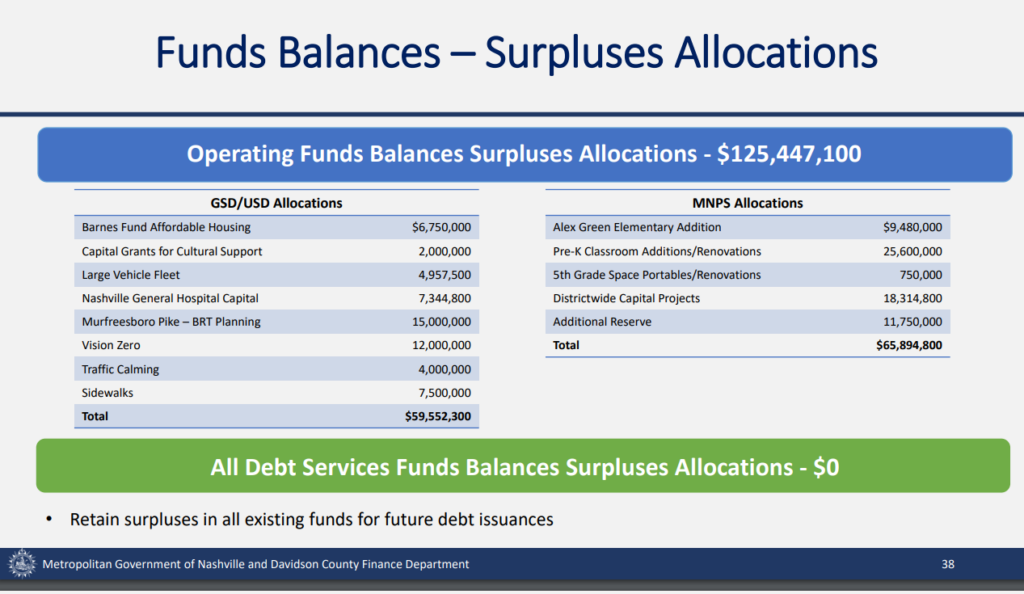 Funds Balances – Surpluses Allocations
Operating Funds Balances Surpluses Allocations - $125,447,100
GSD/USD Allocations
Barnes Fund Affordable Housing $6,750,000
Capital Grants for Cultural Support 2,000,000
Large Vehicle Fleet 4,957,500
Nashville General Hospital Capital 7,344,800
Murfreesboro Pike – BRT Planning 15,000,000
Vision Zero 12,000,000
Traffic Calming 4,000,000
Sidewalks 7,500,000
Total $59,552,300
MNPS Allocations
Alex Green Elementary Addition $9,480,000
Pre-K Classroom Additions/Renovations 25,600,000
5th Grade Space Portables/Renovations 750,000
Districtwide Capital Projects 18,314,800
Additional Reserve 11,750,000
Total $65,894,800
All Debt Services Funds Balances Surpluses Allocations - $0
• Retain surpluses in all existing funds for future debt issuances
Metropolitan Government of Nashville and Davidson County Finance Department 38